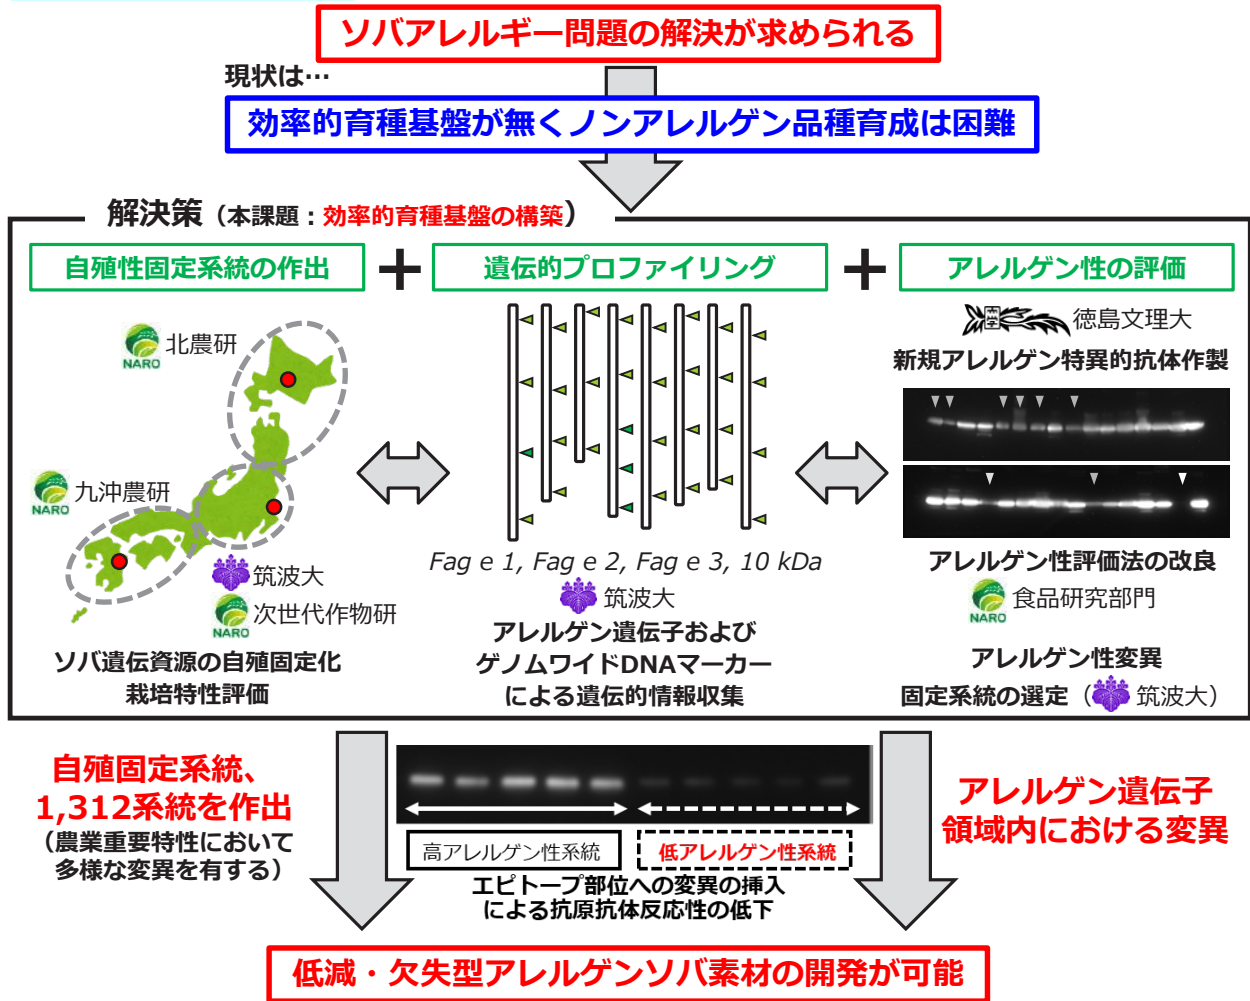 ソバアレルギー問題の解決が求められる
現状は…
効率的育種基盤が無くノンアレルゲン品種育成は困難
解決策（本課題：効率的育種基盤の構築）
自殖性固定系統の作出
+
遺伝的プロファイリング
+
アレルゲン性の評価
NARO
北農研
NARO
九沖農研
筑波大
NARO
次世代作物研
ソバ遺伝資源の自殖固定化
栽培特性評価
Fag e 1, Fag e 2, Fag e 3, 10 kDa
筑波大
アレルゲン遺伝子および
ゲノムワイドDNAマーカー
による遺伝的情報収集
徳島文理大
新規アレルゲン特異的抗体作製
アレルゲン性評価法の改良
NARO
食品研究部門
アレルゲン性変異
固定系統の選定（筑波大）
自殖固定系統、
1,312系統を作出
（農業重要特性において
多様な変異を有する）
高アレルゲン性系統
低アレルゲン性系統
エピトープ部位への変異の挿入
による抗原抗体反応性の低下
アレルゲン遺伝子
領域内における変異
低減・欠失型アレルゲンソバ素材の開発が可能